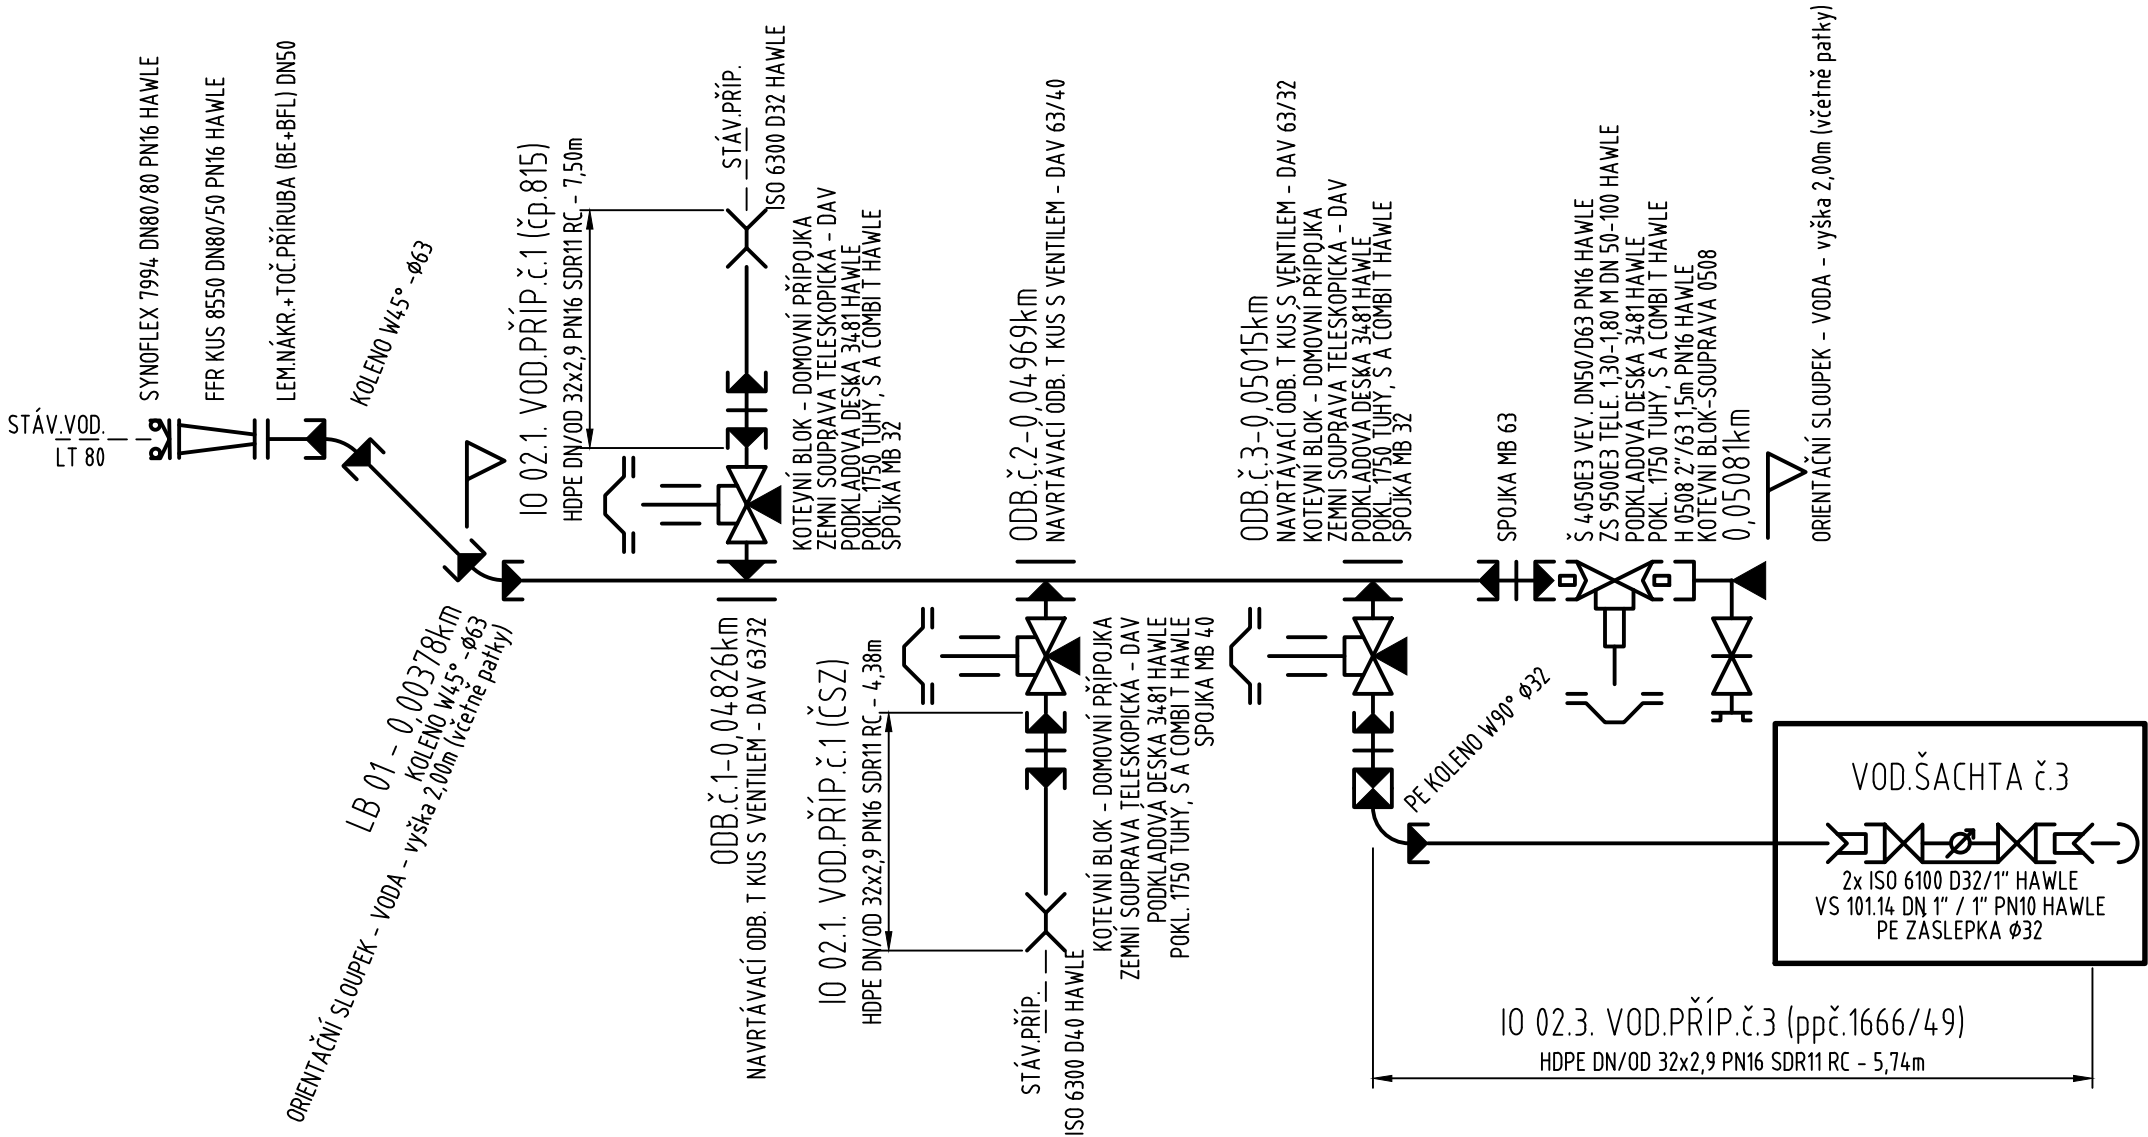 STÁV.VOD.
LT 80
SYNOFLEX 7994 DN80/80 PN16 HAWLE
FFR KUS 8550 DN80/50 PN16 HAWLE
LEM.NÁKR.+TOČ.PŘÍRUBA (BE+BFL) DN50
KOLENO W45° -Ø63
LB 01 - 0,00378km
KOLENO W45° -Ø63
ORIENTAČNÍ SLOUPEK - VODA - výška 2,00m (včetně patky)
IO 02.1. VOD.PŘÍP.č.1 (čp.815)
HDPE DN/OD 32x2,9 PN16 SDR11 RC - 7,50m
STÁV.PŘÍP.
ISO 6300 D32 HAWLE
KOTEVNÍ BLOK - DOMOVNÍ PŘÍPOJKA
ZEMNÍ SOUPRAVA TELESKOPICKÁ - DAV
PODKLADOVÁ DESKA 3481 HAWLE
POKL. 1750 TUHÝ, S A COMBI T HAWLE
SPOJKA MB 32
ODB.č.1-0,04826km
NAVRTÁVACÍ ODB. T KUS S VENTILEM - DAV 63/32
IO 02.1. VOD.PŘÍP.č.1 (ČSZ)
HDPE DN/OD 32x2,9 PN16 SDR11 RC - 4,38m
ODB.č.2-0,04969km
NAVRTÁVACÍ ODB. T KUS S VENTILEM - DAV 63/40
STÁV.PŘÍP.
ISO 6300 D40 HAWLE
KOTEVNÍ BLOK - DOMOVNÍ PŘÍPOJKA
ZEMNÍ SOUPRAVA TELESKOPICKÁ - DAV
PODKLADOVÁ DESKA 3481 HAWLE
POKL. 1750 TUHÝ, S A COMBI T HAWLE
SPOJKA MB 40
ODB.č.3-0,05015km
NAVRTÁVACÍ ODB. T KUS S VENTILEM - DAV 63/32
KOTEVNÍ BLOK - DOMOVNÍ PŘÍPOJKA
ZEMNÍ SOUPRAVA TELESKOPICKÁ - DAV
PODKLADOVÁ DESKA 3481 HAWLE
POKL. 1750 TUHÝ, S A COMBI T HAWLE
SPOJKA MB 32
PE KOLENO W90° Ø32
SPOJKA MB 63
Š 4050E3 VEV. DN50/D63 PN16 HAWLE
ZS 9500E3 TELE. 1,30-1,80 M DN 50-100 HAWLE
PODKLADOVÁ DESKA 3481 HAWLE
POKL. 1750 TUHÝ, S A COMBI T HAWLE
H 0508 2"/63 1,5m PN16 HAWLE
KOTEVNÍ BLOK-SOUPRAVA 0508
0,05081km
ORIENTAČNÍ SLOUPEK - VODA - výška 2,00m (včetně patky)
VOD.ŠACHTA č.3
2x ISO 6100 D32/1" HAWLE
VS 101.14 DN 1" / 1" PN10 HAWLE
PE ZÁSLEPKA Ø32
IO 02.3. VOD.PŘÍP.č.3 (ppč.1666/49)
HDPE DN/OD 32x2,9 PN16 SDR11 RC - 5,74m